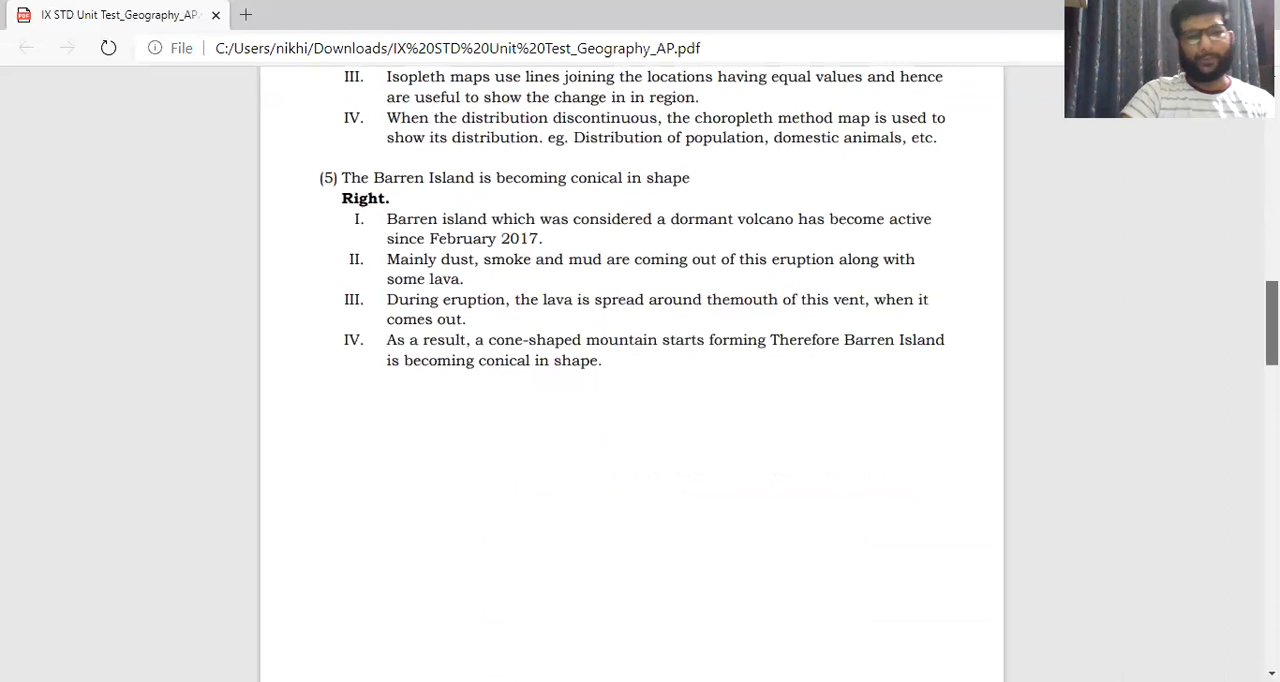 IX STD Unit Test_Geography_AP.
File
C:/Users/nikhi/Downloads/IX%20STD%20Unit%20Test_Geography_AP.pdf
III. Isopleth maps use lines joining the locations having equal values and hence
are useful to show the change in in region.
IV. When the distribution discontinuous, the choropleth method map is used to
show its distribution. eg. Distribution of population, domestic animals, etc.
(5) The Barren Island is becoming conical in shape
Right.
I. Barren island which was considered a dormant volcano has become active
since February 2017.
II. Mainly dust, smoke and mud are coming out of this eruption along with
some lava.
III. During eruption, the lava is spread around themouth of this vent, when it
comes out.
IV. As a result, a cone-shaped mountain starts forming Therefore Barren Island
is becoming conical in shape.